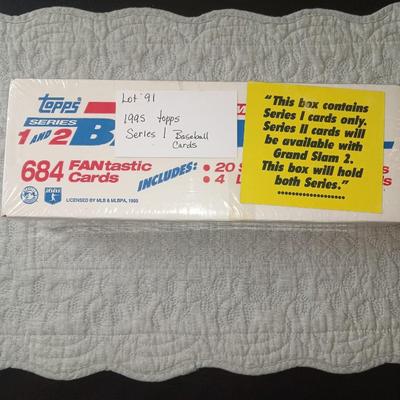 topps
SERIES
1 AND 2 B
684 FANtastic
Cards
INCLUDES:
• 20
• 4
LICENSED BY MLB & MLBPA, 1995
Lot 91
1995 topps
Series 1 Baseball
Cards
"This box contains
Series I cards only.
Series II cards will
be available with
Grand Slam 2.
This box will hold
both Series."